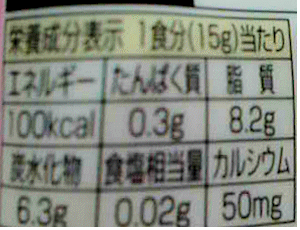 栄養成分表示 1食分(15g)当たり
エネルギー たんぱく質 脂質
100kcal 0.3g 8.2g
炭水化物 食塩相当量 カルシウム
6.3g 0.02g 50mg